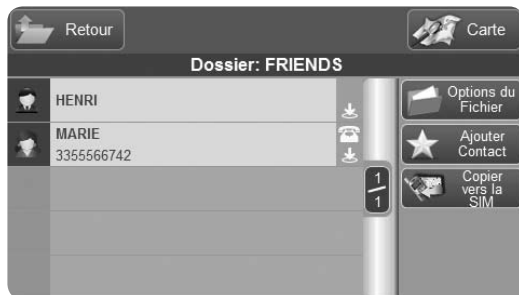 Retour
Carte
Dossier: FRIENDS
HENRI
MARIE
3355566742
1
1
Options du
Fichier
Ajouter
Contact
Copier
vers la
SIM